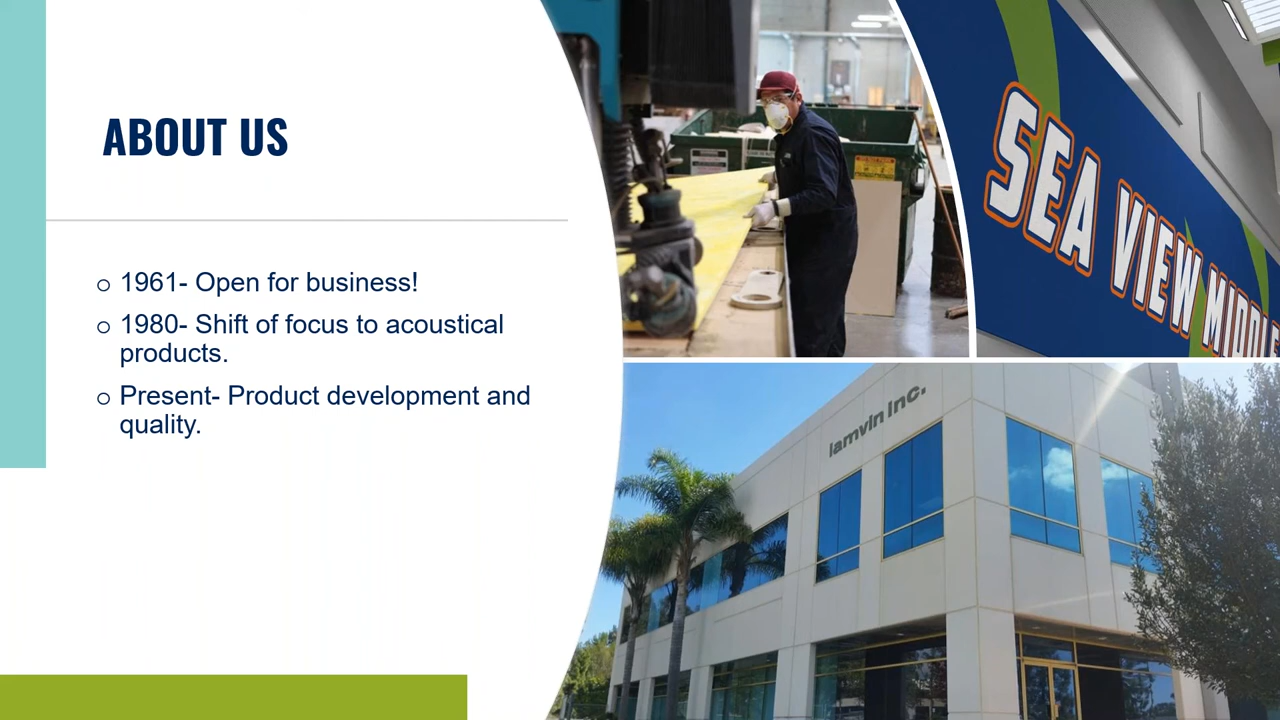 ABOUT US
1961- Open for business!
1980- Shift of focus to acoustical
products.
Present- Product development and
quality.
SEA VIEW MIDDLE
lamvin inc.